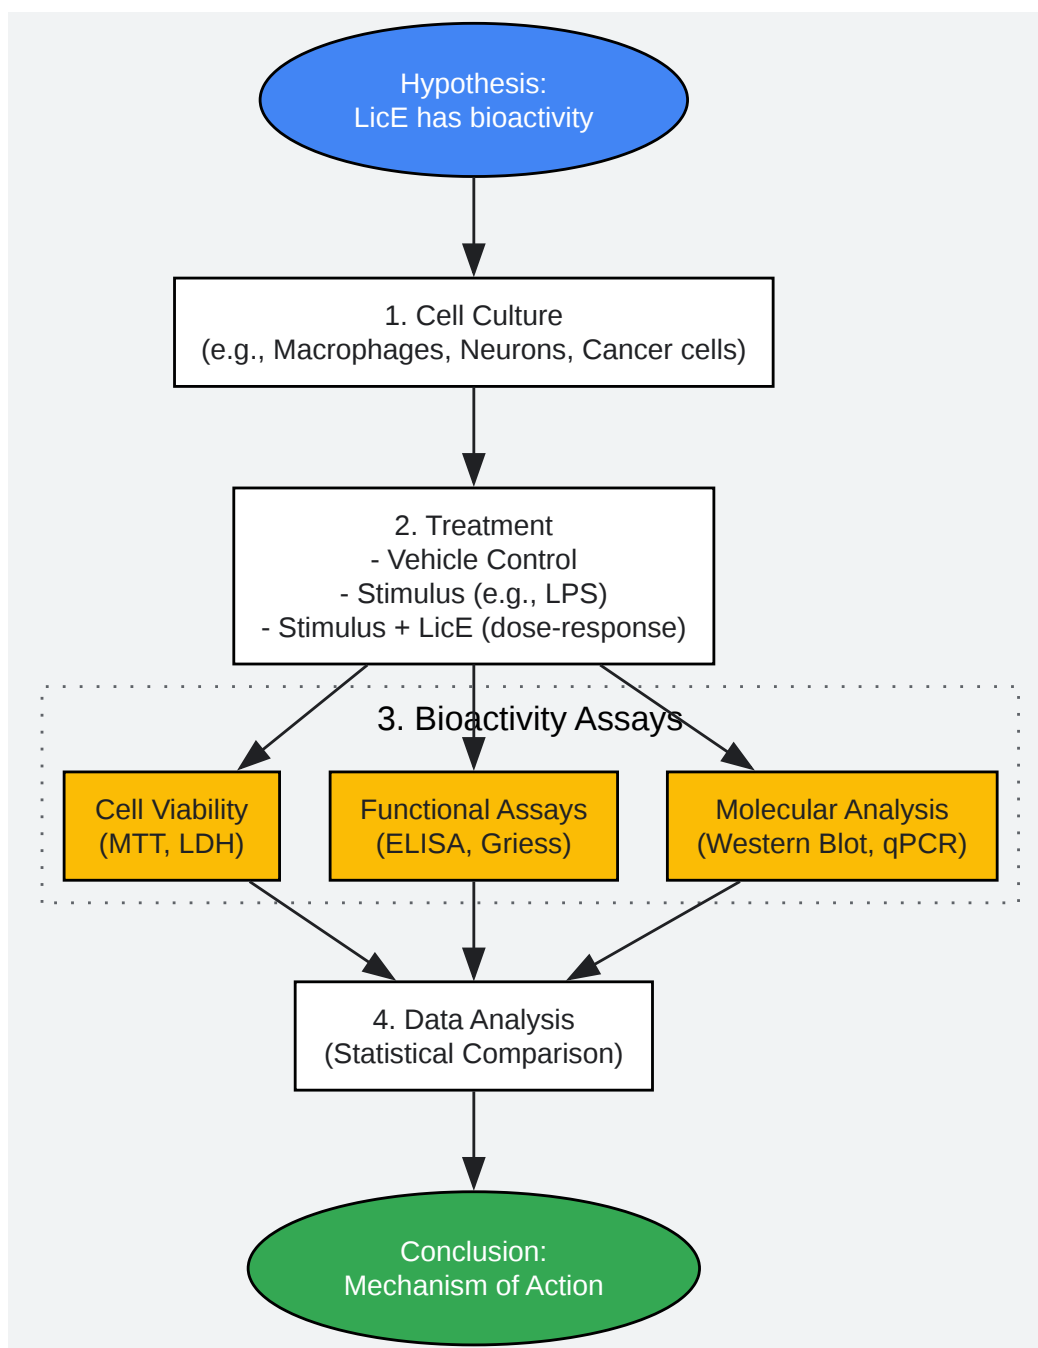 Hypothesis:
LicE has bioactivity
1. Cell Culture
(e.g., Macrophages, Neurons, Cancer cells)
2. Treatment
- Vehicle Control
- Stimulus (e.g., LPS)
- Stimulus + LicE (dose-response)
3. Bioactivity Assays
Cell Viability
(MTT, LDH)
Functional Assays
(ELISA, Griess)
Molecular Analysis
(Western Blot, qPCR)
4. Data Analysis
(Statistical Comparison)
Conclusion:
Mechanism of Action